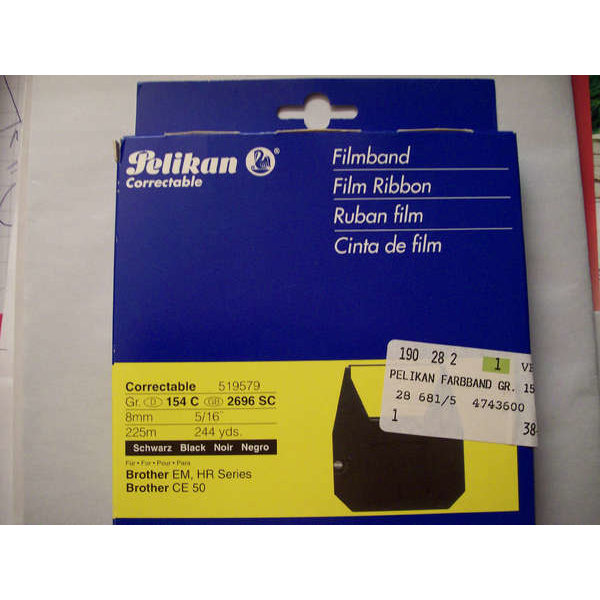 Pelikan ®
Correctable
Filmband
Film Ribbon
Ruban film
Cinta de film
190 28 2 1
PELIKAN FARBBAND GR. 15
28 681/5 4743600
1 38
Correctable 519579
Gr. D 154 C GB 2696 SC
8mm 5/16"
225m 244 yds.
Schwarz Black Noir Negro
Für • For • Pour • Para
Brother EM, HR Series
Brother CE 50